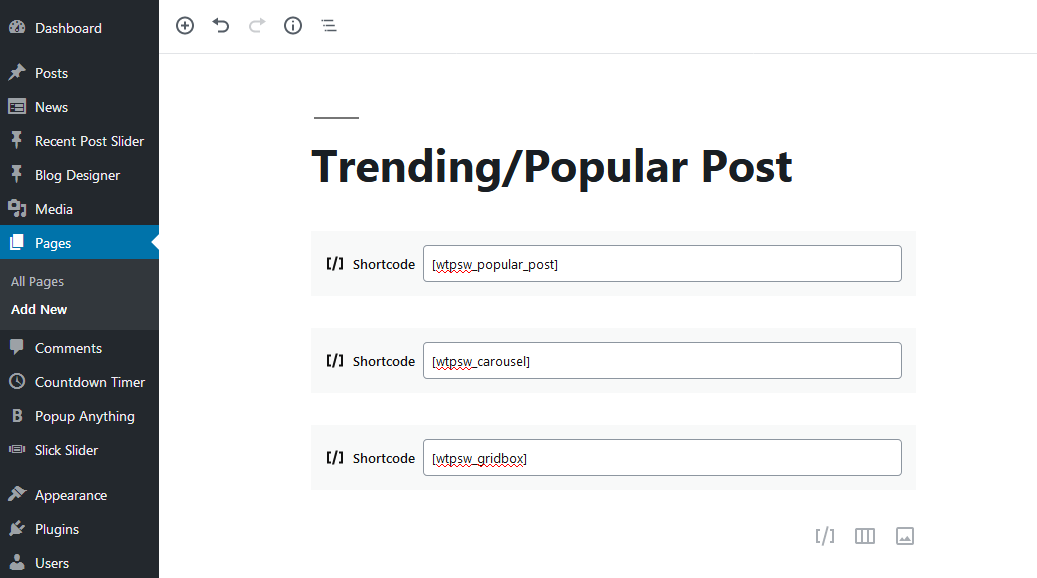 Dashboard
Posts
News
Recent Post Slider
Blog Designer
Media
Pages
All Pages
Add New
Comments
Countdown Timer
Popup Anything
Slick Slider
Appearance
Plugins
Users
Trending/Popular Post
[/] Shortcode [wtpsw_popular_post]
[/] Shortcode [wtpsw_carousel]
[/] Shortcode [wtpsw_gridbox]